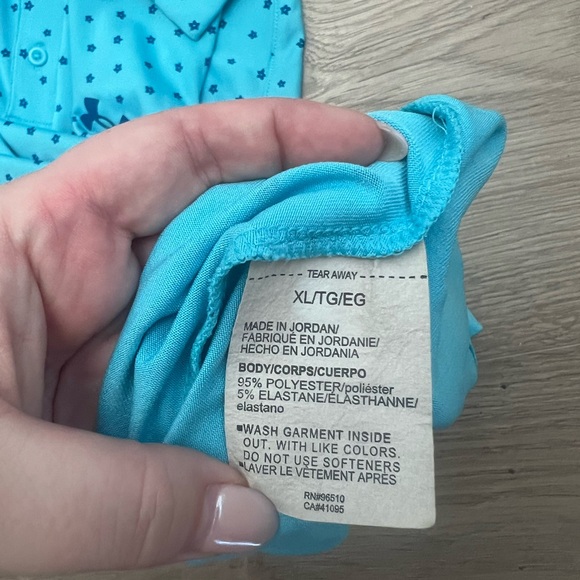 TEAR AWAY
XL/TG/EG
MADE IN JORDAN/
FABRIQUÉ EN JORDANIE/
HECHO EN JORDANIA
BODY/CORPS/CUERPO
95% POLYESTER/poliéster
5% ELASTANE/ÉLASTHANNE/
elastano
▪WASH GARMENT INSIDE
OUT. WITH LIKE COLORS.
DO NOT USE SOFTENERS
▪LAVER LE VÊTEMENT APRÈS
RN#96510
CA#41095